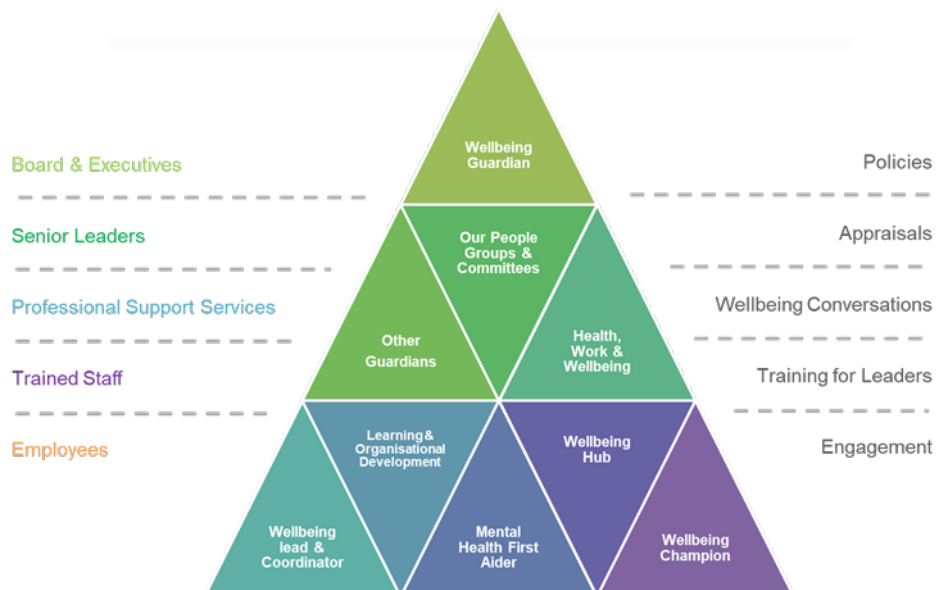 Board & Executives
Senior Leaders
Professional Support Services
Trained Staff
Employees
Wellbeing
Guardian
Our People
Groups &
Committees
Other
Guardians
Health,
Work &
Wellbeing
Learning &
Organisational
Development
Wellbeing
Hub
Wellbeing
lead &
Coordinator
Mental
Health First
Aider
Wellbeing
Champion
Policies
Appraisals
Wellbeing Conversations
Training for Leaders
Engagement